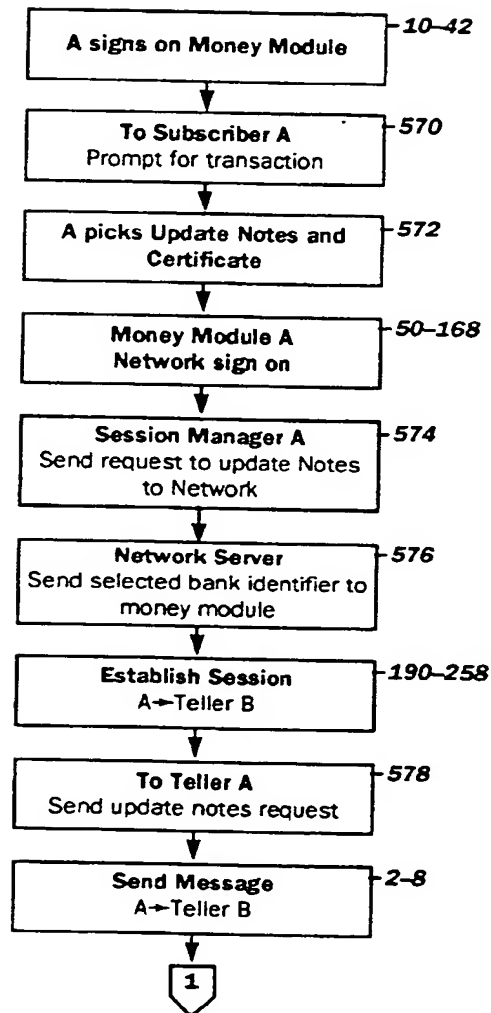 A signs on Money Module
10–42
To Subscriber A
Prompt for transaction
570
A picks Update Notes and
Certificate
572
Money Module A
Network sign on
50–168
Session Manager A
Send request to update Notes
to Network
574
Network Server
Send selected bank identifier to
money module
576
Establish Session
A→Teller B
190–258
To Teller A
Send update notes request
578
Send Message
A→Teller B
2–8
1